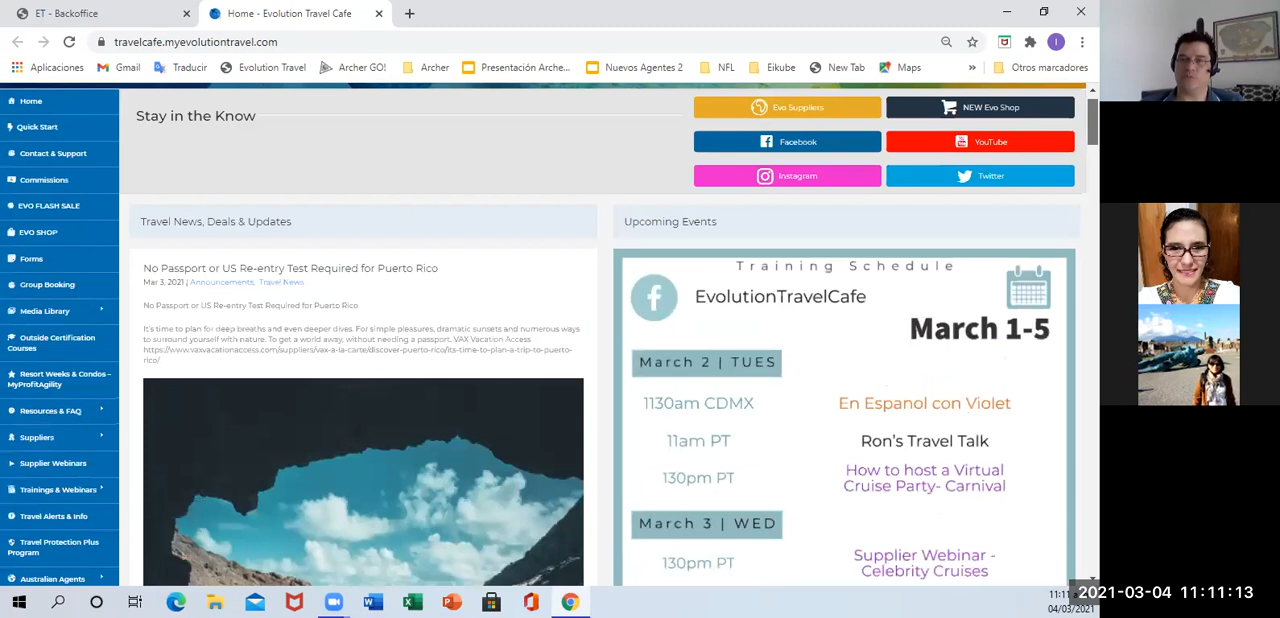 ET - Backoffice
Home - Evolution Travel Cafe
travelcafe.myevolutiontravel.com
Aplicaciones
Gmail
Traducir
Evolution Travel
Archer GO!
Archer
Presentación Arche...
Nuevos Agentes 2
NFL
Eikube
New Tab
Maps
»
Otros marcadores
Home
Quick Start
Contact & Support
Commissions
EVO FLASH SALE
EVO SHOP
Forms
Group Booking
Media Library
Outside Certification
Courses
Resort Weeks & Condos -
MyProfitAgility
Resources & FAQ
Suppliers
Supplier Webinars
Trainings & Webinars
Travel Alerts & Info
Travel Protection Plus
Program
Australian Agents
Stay in the Know
Evo Suppliers
NEW Evo Shop
Facebook
YouTube
Instagram
Twitter
Travel News, Deals & Updates
No Passport or US Re-entry Test Required for Puerto Rico
Mar 3, 2021 | Announcements, Travel News
No Passport or US Re-entry Test Required for Puerto Rico
It's time to plan for deep breaths and even deeper dives. For simple pleasures, dramatic sunsets and numerous ways
to surround yourself with nature. To get a world away, without needing a passport. VAX Vacation Access
https://www.vaxvacationaccess.com/suppliers/vax-a-la-carte/discover-puerto-rico/its-time-to-plan-a-trip-to-puerto-
rico/
Upcoming Events
Training Schedule
EvolutionTravelCafe
March 1-5
March 2 | TUES
1130am CDMX
En Espanol con Violet
11am PT
Ron's Travel Talk
130pm PT
How to host a Virtual
Cruise Party- Carnival
March 3 | WED
130pm PT
Supplier Webinar -
Celebrity Cruises
11:11 a
04/03/2021
2021-03-04 11:11:13